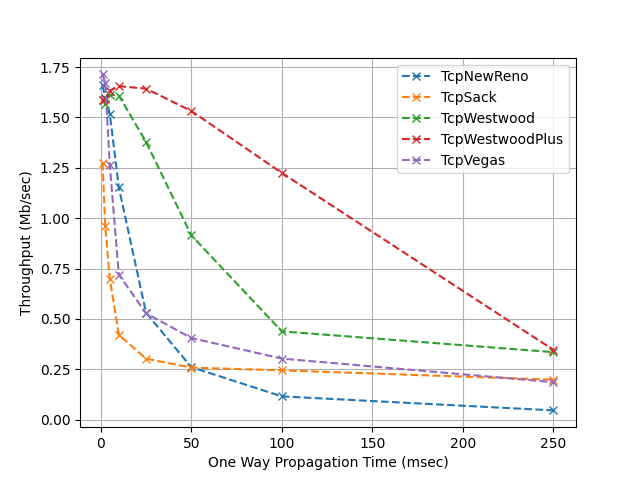 1.75
1.50
1.25
1.00
0.75
0.50
0.25
0.00
Throughput (Mb/sec)
TcpNewReno
TcpSack
TcpWestwood
TcpWestwoodPlus
TcpVegas
0 50 100 150 200 250
One Way Propagation Time (msec)